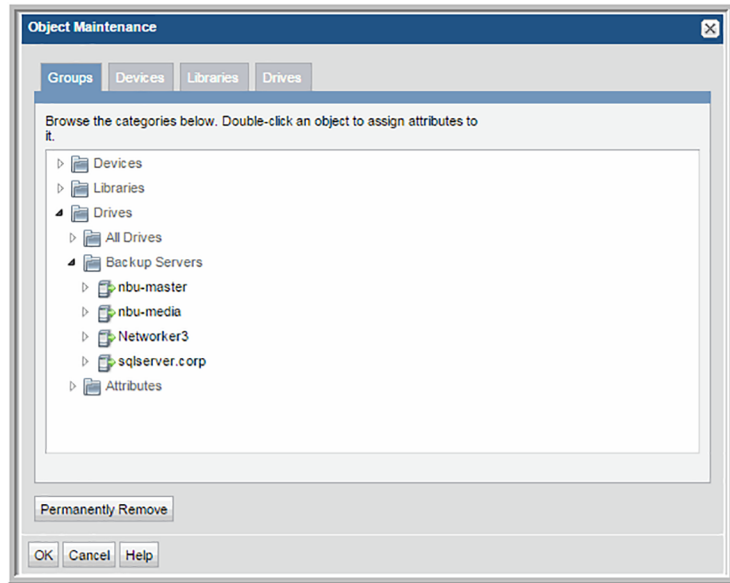 Object Maintenance
Groups Devices Libraries Drives
Browse the categories below. Double-click an object to assign attributes to
it.
Devices
Libraries
Drives
All Drives
Backup Servers
nbu-master
nbu-media
Networker3
sqlserver.corp
Attributes
Permanently Remove
OK Cancel Help